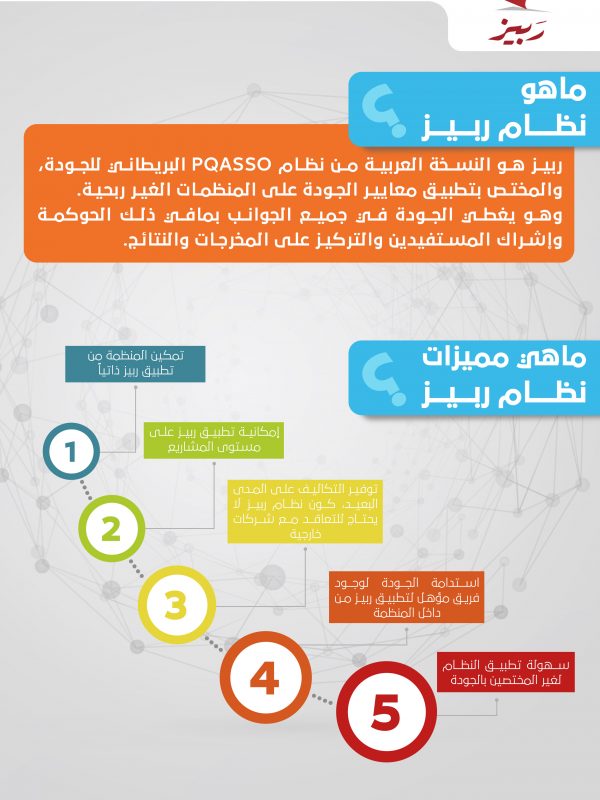 رَبيز
ماهو
نظام ربيز
؟
ربيز هو النسخة العربية من نظام PQASSO البريطاني للجودة،
والمختص بتطبيق معايير الجودة على المنظمات الغير ربحية.
وهو يغطي الجودة في جميع الجوانب بمافي ذلك الحوكمة
وإشراك المستفيدين والتركيز على المخرجات والنتائج.
ماهي مميزات
نظام ربيز
؟
تمكين المنظمة من
تطبيق ربيز ذاتياً
1
إمكانية تطبيق ربيز على
مستوى المشاريع
2
توفير التكاليف على المدى
البعيد، كون نظام ربيز لا
يحتاج للتعاقد مع شركات
خارجية
3
استدامة الجودة لوجود
فريق مؤهل لتطبيق ربيز من
داخل المنظمة
4
سهولة تطبيق النظام
لغير المختصين بالجودة
5